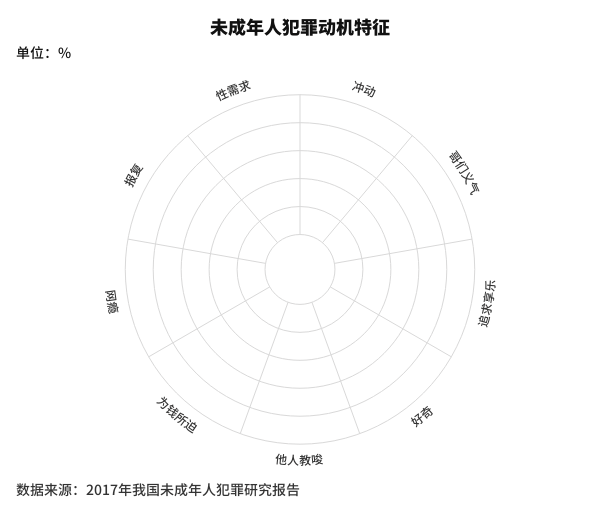 未成年人犯罪动机特征
单位：%
性需求
冲动
报复
哥们义气
网瘾
追求享乐
为钱所迫
好奇
他人教唆
数据来源：2017年我国未成年人犯罪研究报告